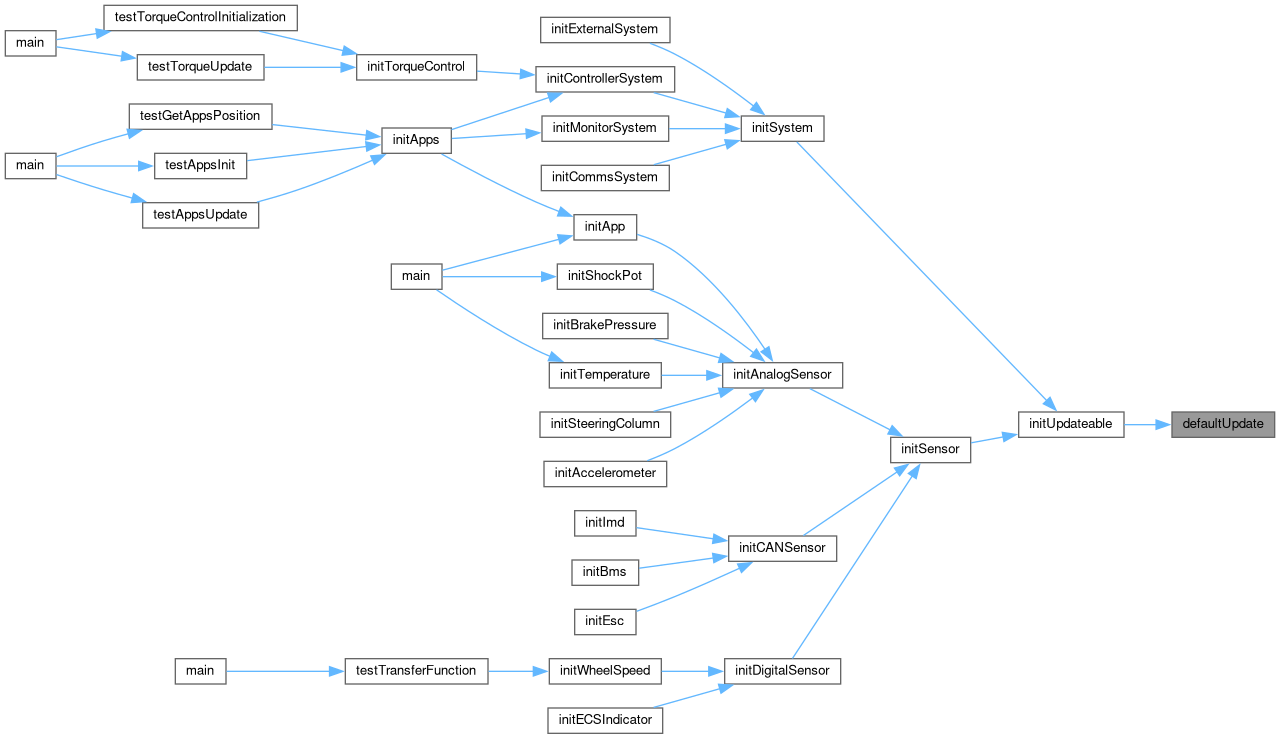 testTorqueControlInitialization
initExternalSystem
main
testTorqueUpdate
initTorqueControl
initControllerSystem
testGetAppsPosition
initMonitorSystem
initSystem
initApps
main
testAppsInit
initCommsSystem
testAppsUpdate
initApp
main
initShockPot
initBrakePressure
initTemperature
initAnalogSensor
initSteeringColumn
initUpdateable
defaultUpdate
initSensor
initAccelerometer
initImd
initCANSensor
initBms
initEsc
main
testTransferFunction
initWheelSpeed
initDigitalSensor
initECSIndicator